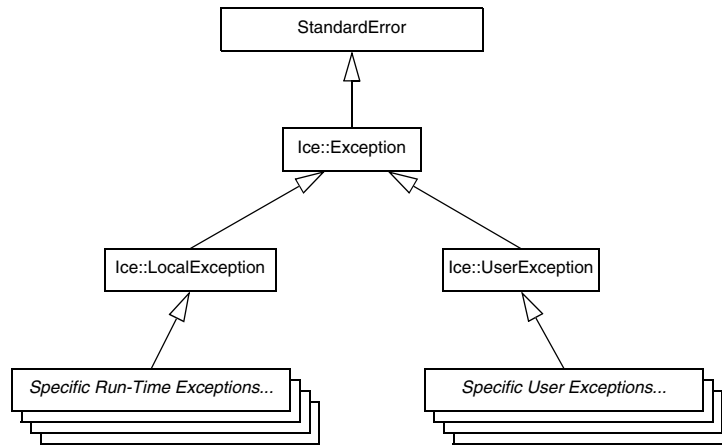 StandardError
Ice::Exception
Ice::LocalException
Ice::UserException
Specific Run-Time Exceptions...
Specific User Exceptions...